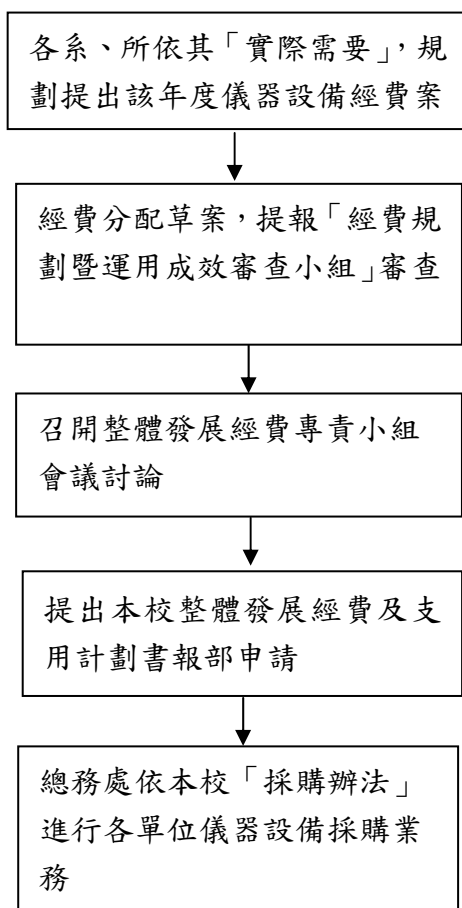 各系、所依其「實際需要」，規
劃提出該年度儀器設備經費案
經費分配草案，提報「經費規
劃暨運用成效審查小組」審查
召開整體發展經費專責小組
會議討論
提出本校整體發展經費及支
用計劃書報部申請
總務處依本校「採購辦法」
進行各單位儀器設備採購業
務